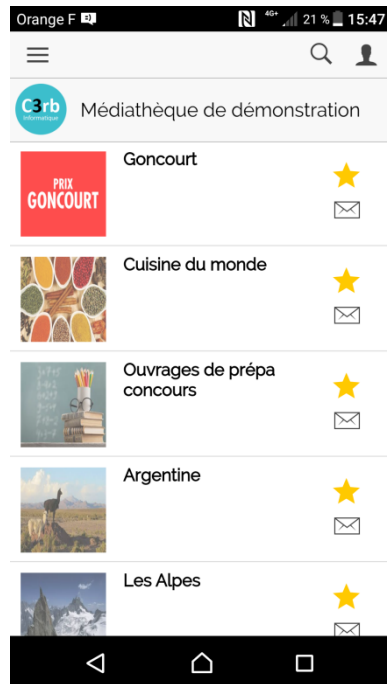 Orange F
4G+ 21 % 15:47
C3rb
Informatique
Médiathèque de démonstration
PRIX
GONCOURT
Goncourt
Cuisine du monde
Ouvrages de prépa
concours
Argentine
Les Alpes